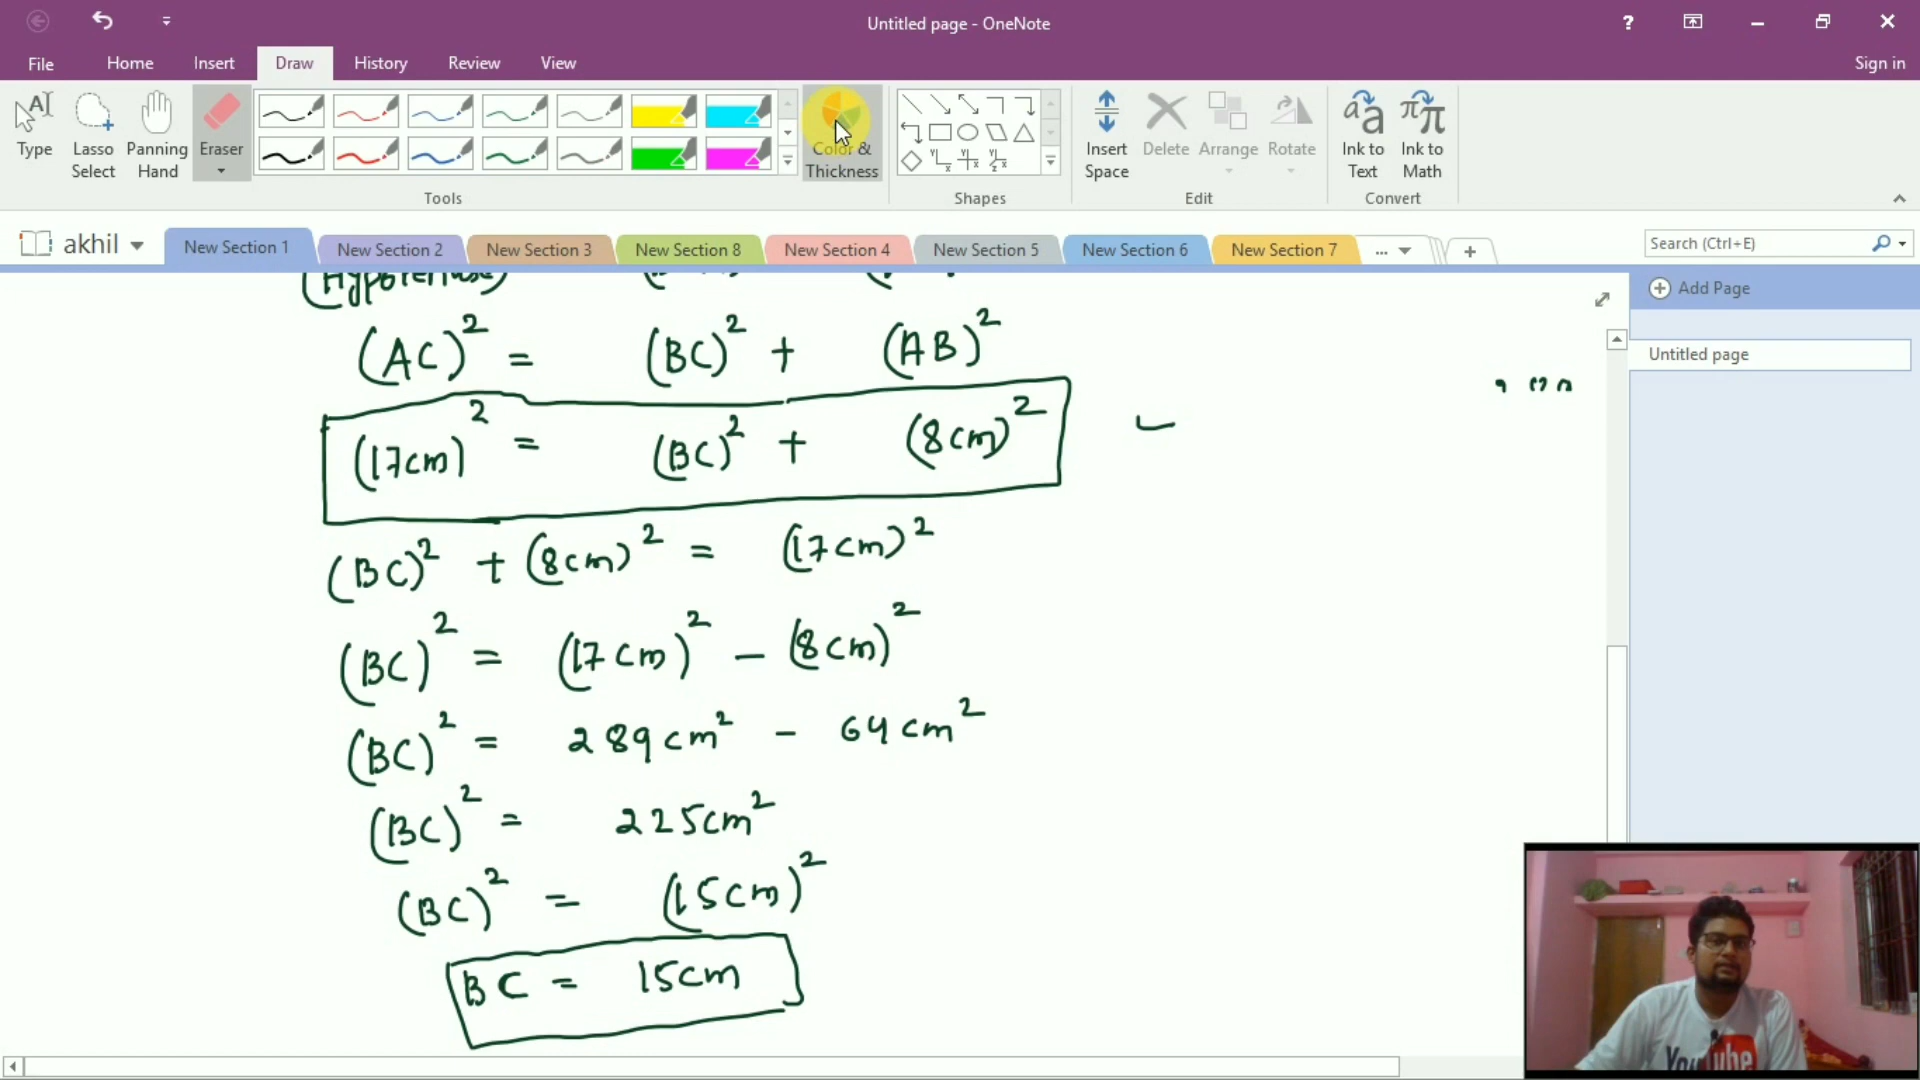 Untitled page - OneNote
?
File Home Insert Draw History Review View
Sign in
Type
Lasso Select
Panning Hand
Eraser
Color & Thickness
Insert Space
Delete
Arrange
Rotate
Ink to Text
Ink to Math
Tools
Shapes
Edit
Convert
akhil
New Section 1 New Section 2 New Section 3 New Section 8 New Section 4 New Section 5 New Section 6 New Section 7 ...
Search (Ctrl+E)
Add Page
Untitled page
(Hypotenuse)
(AC)² = (BC)² + (AB)²
(17cm)² = (BC)² + (8cm)²
(BC)² + (8cm)² = (17cm)²
(BC)² = (17cm)² - (8cm)²
(BC)² = 289cm² - 64cm²
(BC)² = 225cm²
(BC)² = (15cm)²
BC = 15cm
YouTube